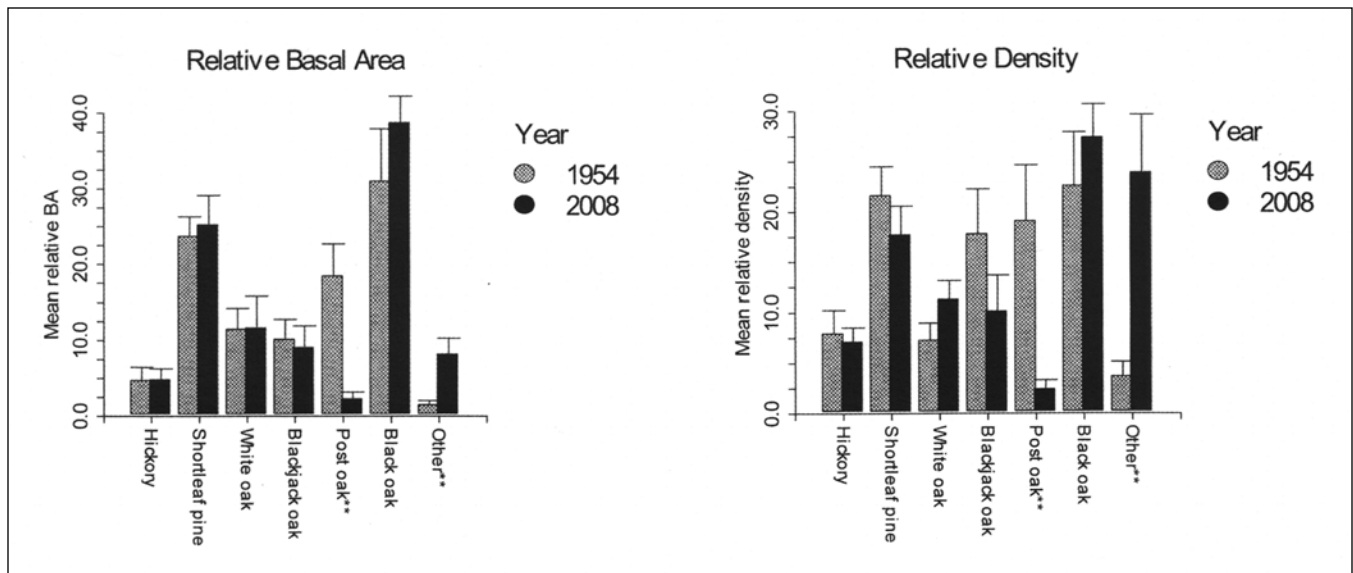 Relative Basal Area
Mean relative BA
40.0
30.0
20.0
10.0
0.0
Hickory
Shortleaf pine
White oak
Blackjack oak
Post oak**
Black oak
Other**
Year
1954
2008
Relative Density
Mean relative density
30.0
20.0
10.0
0.0
Hickory
Shortleaf pine
White oak
Blackjack oak
Post oak**
Black oak
Other**
Year
1954
2008